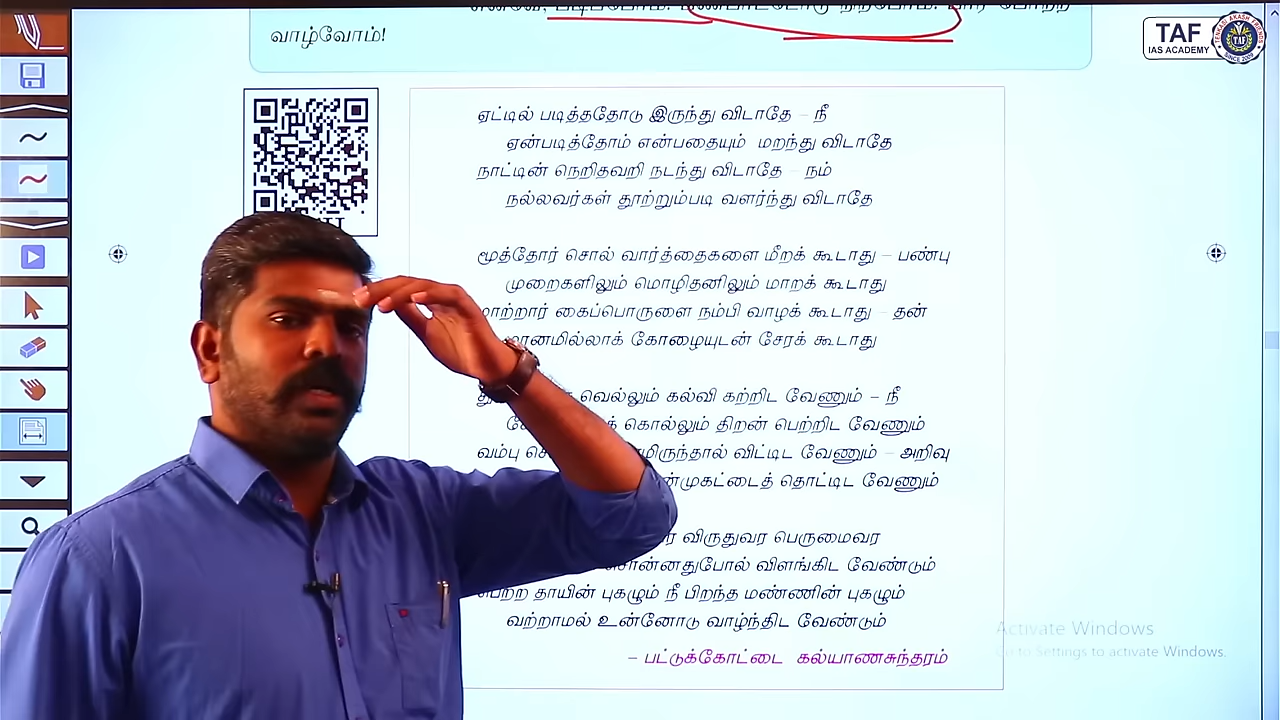 வாழ்வோம்!
TAF
IAS ACADEMY
ஏட்டில் படித்ததோடு இருந்து விடாதே – நீ
ஏன்படித்தோம் என்பதையும் மறந்து விடாதே
நாட்டின் நெறிதவறி நடந்து விடாதே – நம்
நல்லவர்கள் தூற்றும்படி வளர்ந்து விடாதே
மூத்தோர் சொல் வார்த்தைகளை மீறக் கூடாது – பண்பு
முறைகளிலும் மொழிதனிலும் மாறக் கூடாது
மாற்றார் கைப்பொருளை நம்பி வாழக் கூடாது – தன்
மானமில்லாக் கோழையுடன் சேரக் கூடாது
வெல்லும் கல்வி கற்றிட வேணும் – நீ
கொல்லும் திறன் பெற்றிட வேணும்
வம்பு விட்டிட வேணும் – அறிவு
தொட்டிட வேணும்
விருதுவர பெருமைவர
விளங்கிட வேண்டும்
பெற்ற தாயின் புகழும் நீ பிறந்த மண்ணின் புகழும்
வற்றாமல் உன்னோடு வாழ்ந்திட வேண்டும்
– பட்டுக்கோட்டை கல்யாணசுந்தரம்
Activate Windows
Go to Settings to activate Windows.